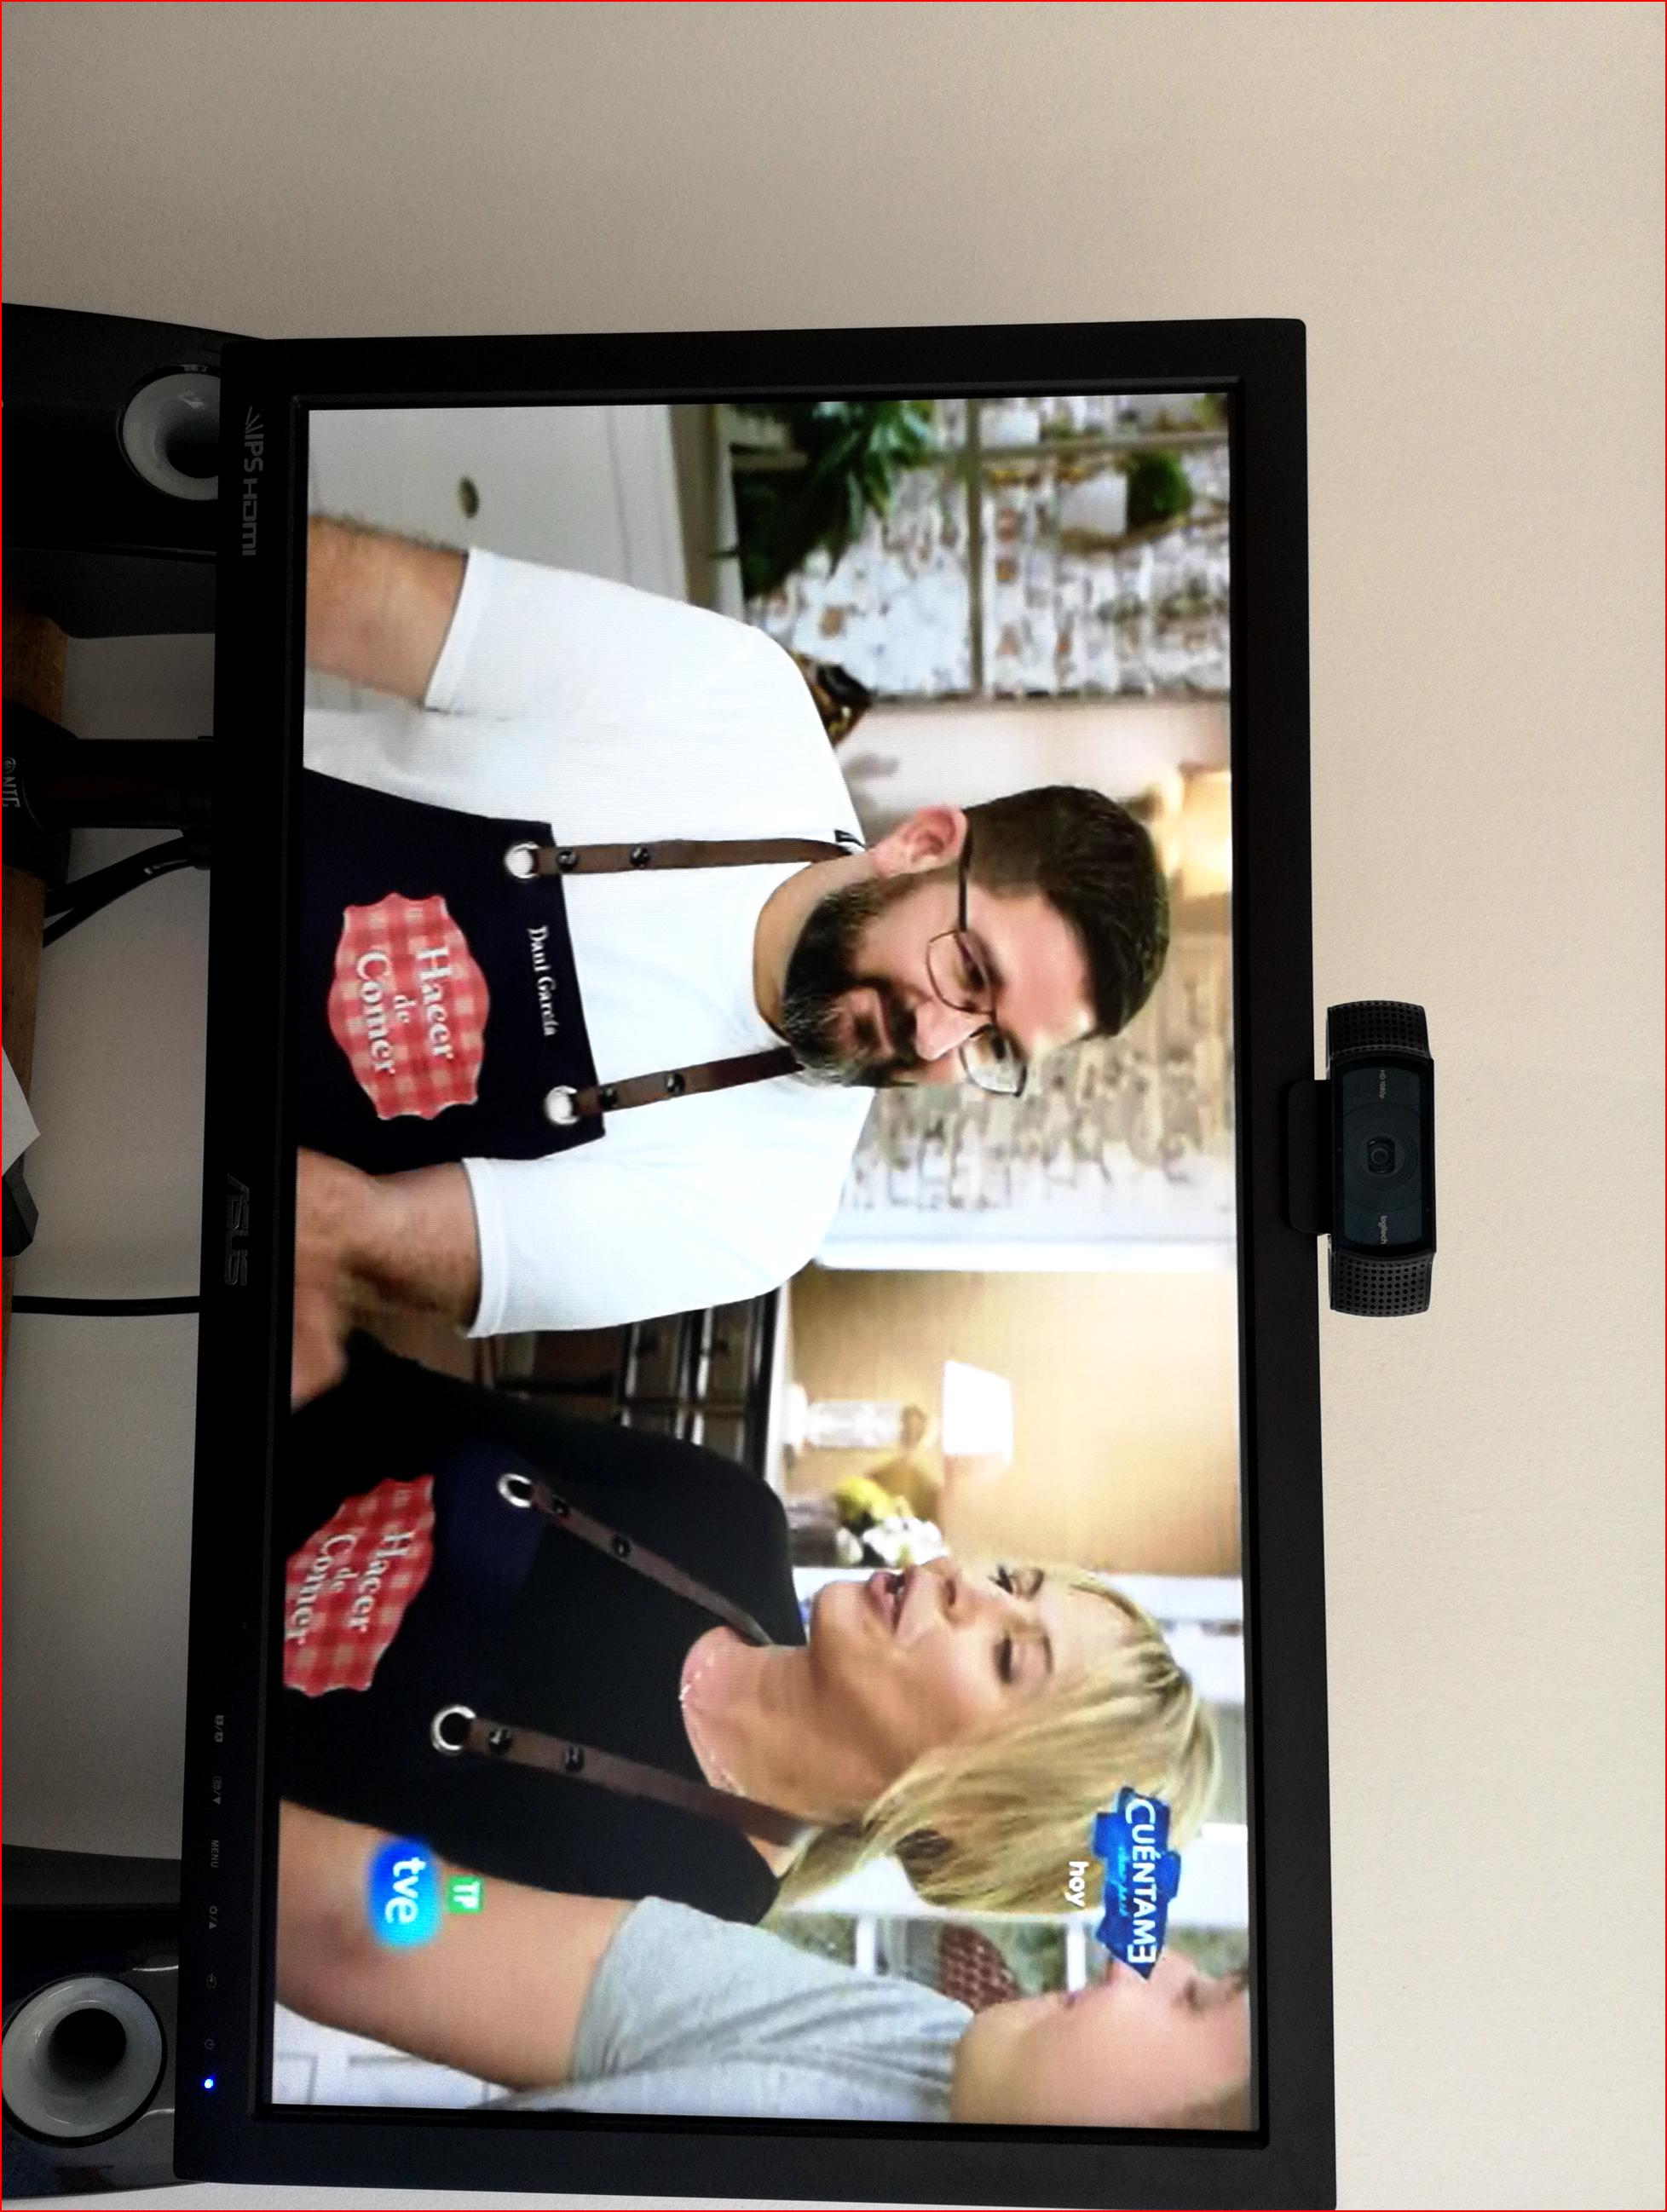 HD 1080p
logitech
CUÉNTAME
hoy
Dani García
Hacer
de
Comer
Hacer
de
Comer
TP
tve
IPS HDMI
ASUS
MENU